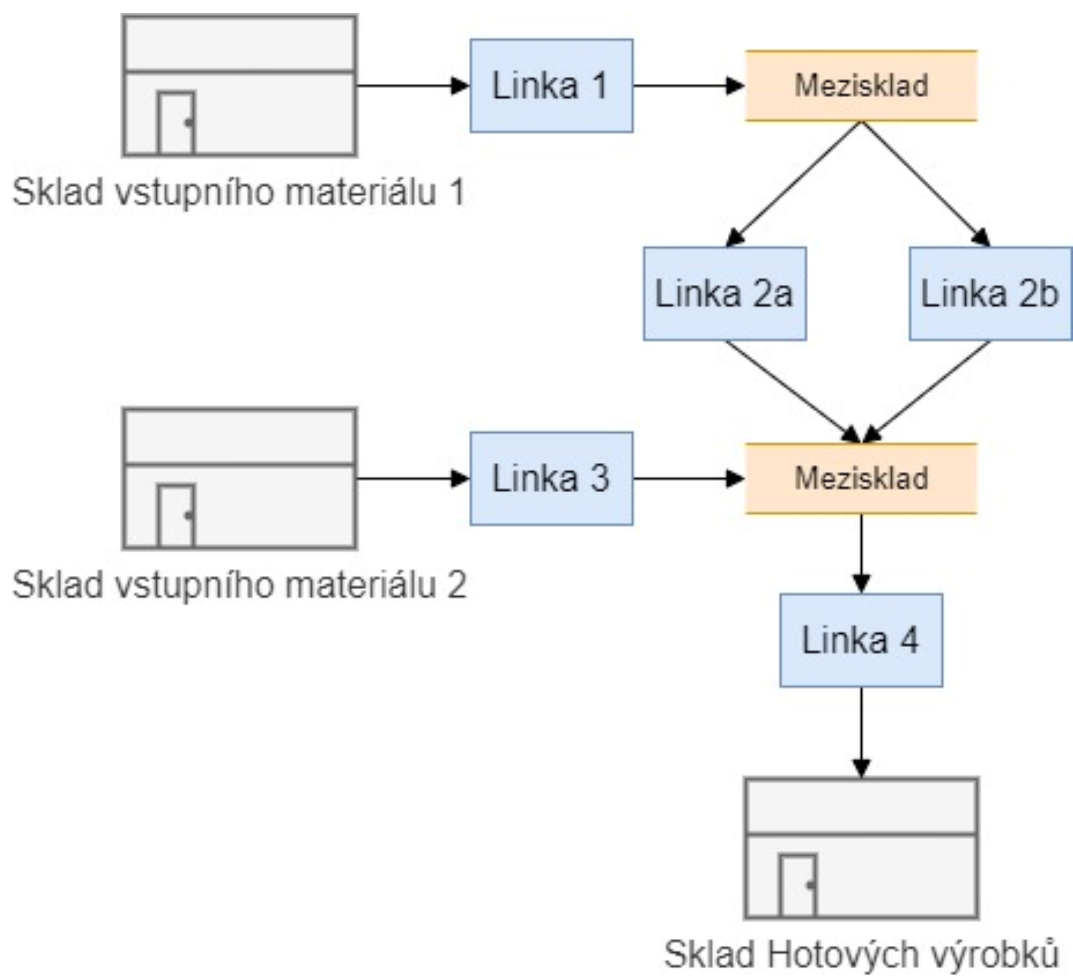 Linka 1
Mezisklad
Sklad vstupního materiálu 1
Linka 2a
Linka 2b
Linka 3
Mezisklad
Sklad vstupního materiálu 2
Linka 4
Sklad Hotových výrobků